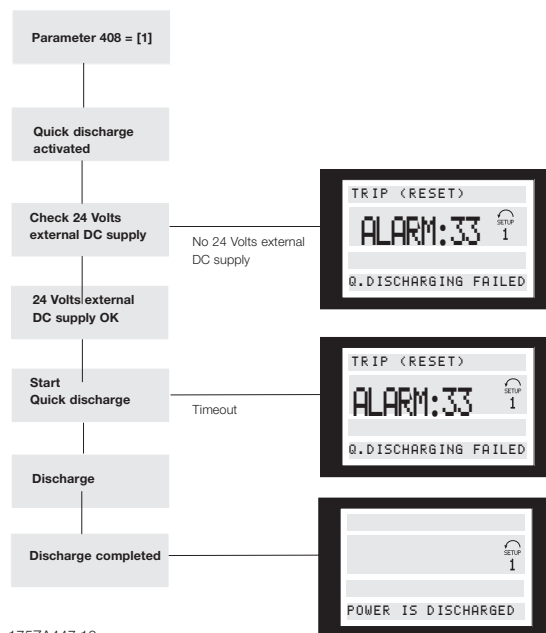 Parameter 408 = [1]
Quick discharge
activated
Check 24 Volts
external DC supply
No 24 Volts external
DC supply
TRIP (RESET)
ALARM:33
SETUP
1
Q.DISCHARGING FAILED
24 Volts external
DC supply OK
Start
Quick discharge
Timeout
TRIP (RESET)
ALARM:33
SETUP
1
Q.DISCHARGING FAILED
Discharge
Discharge completed
SETUP
1
POWER IS DISCHARGED